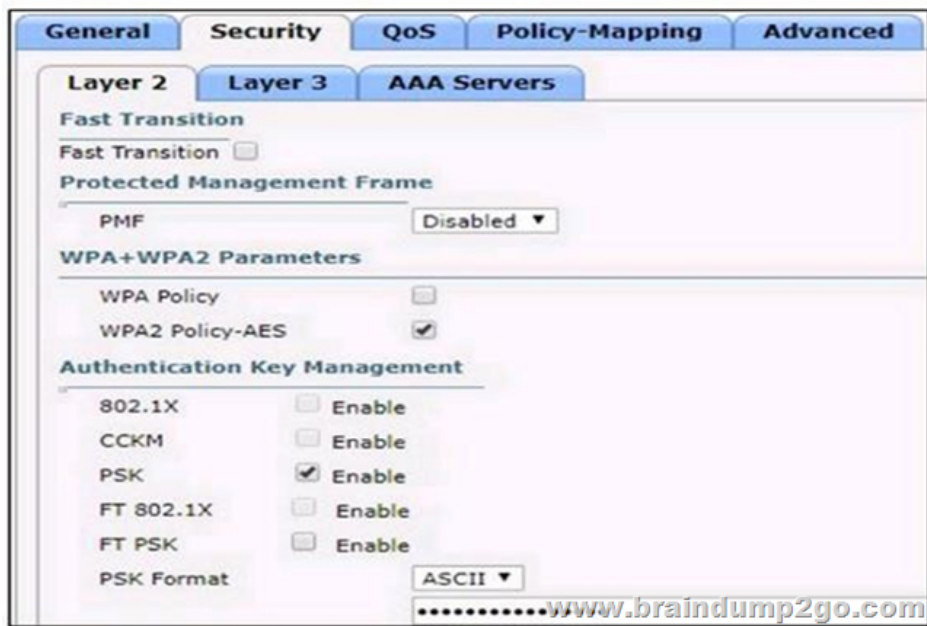 General Security QoS Policy-Mapping Advanced
Layer 2 Layer 3 AAA Servers
Fast Transition
Fast Transition
Protected Management Frame
PMF Disabled
WPA+WPA2 Parameters
WPA Policy
WPA2 Policy-AES
Authentication Key Management
802.1X Enable
CCKM Enable
PSK Enable
FT 802.1X Enable
FT PSK Enable
PSK Format ASCII
www.braindump2go.com